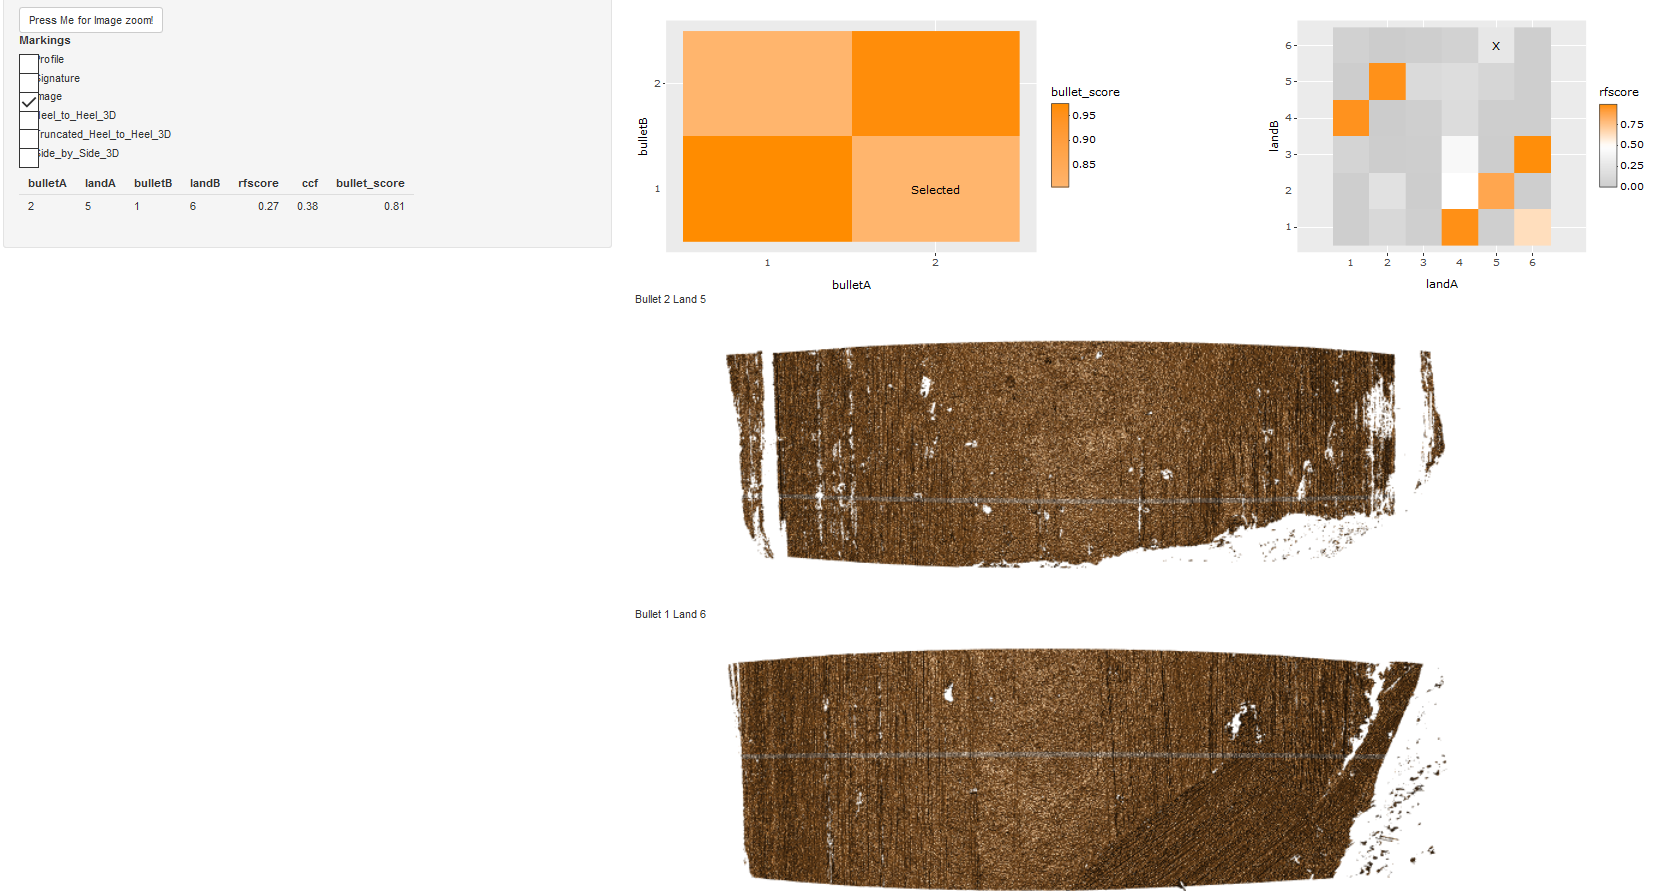 Press Me for Image zoom!
Markings
rofile
ignature
mage
eel_to_Heel_3D
runcated_Heel_to_Heel_3D
ide_by_Side_3D
bulletA landA bulletB landB rfscore ccf bullet_score
2 5 1 6 0.27 0.38 0.81
bulletB
2
1
Selected
1 2
bulletA
bullet_score
0.95
0.90
0.85
landB
6
5
4
3
2
1
X
1 2 3 4 5 6
landA
rfscore
0.75
0.50
0.25
0.00
Bullet 2 Land 5
Bullet 1 Land 6